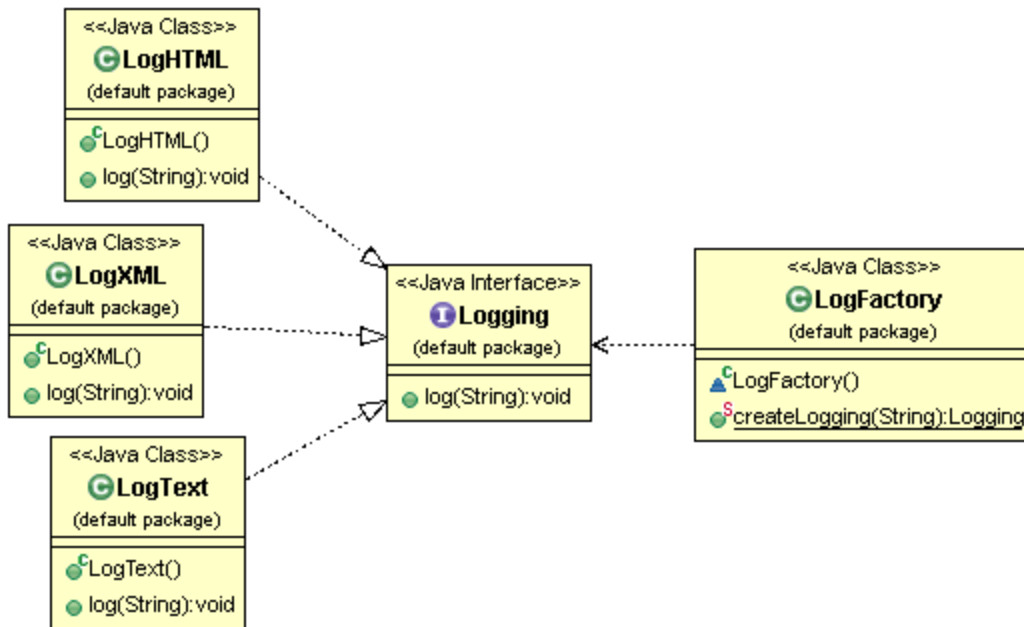 <<Java Class>>
LogHTML
(default package)
LogHTML()
log(String):void
<<Java Class>>
LogXML
(default package)
LogXML()
log(String):void
<<Java Class>>
LogText
(default package)
LogText()
log(String):void
<<Java Interface>>
Logging
(default package)
log(String):void
<<Java Class>>
LogFactory
(default package)
LogFactory()
createLogging(String):Logging